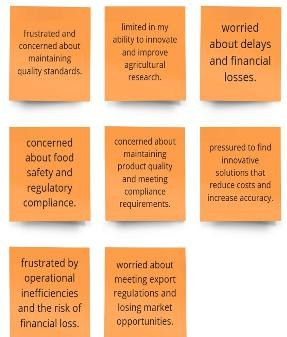 frustrated and
concerned about
maintaining
quality standards.
limited in my
ability to innovate
and improve
agricultural
research.
worried
about delays
and financial
losses.
concerned
about food
safety and
regulatory
compliance.
concerned about
maintaining
product quality
and meeting
compliance
requirements.
pressured to find
innovative
solutions that
reduce costs and
increase accuracy.
frustrated by
operational
inefficiencies
and the risk of
financial loss.
worried about
meeting export
regulations and
losing market
opportunities.